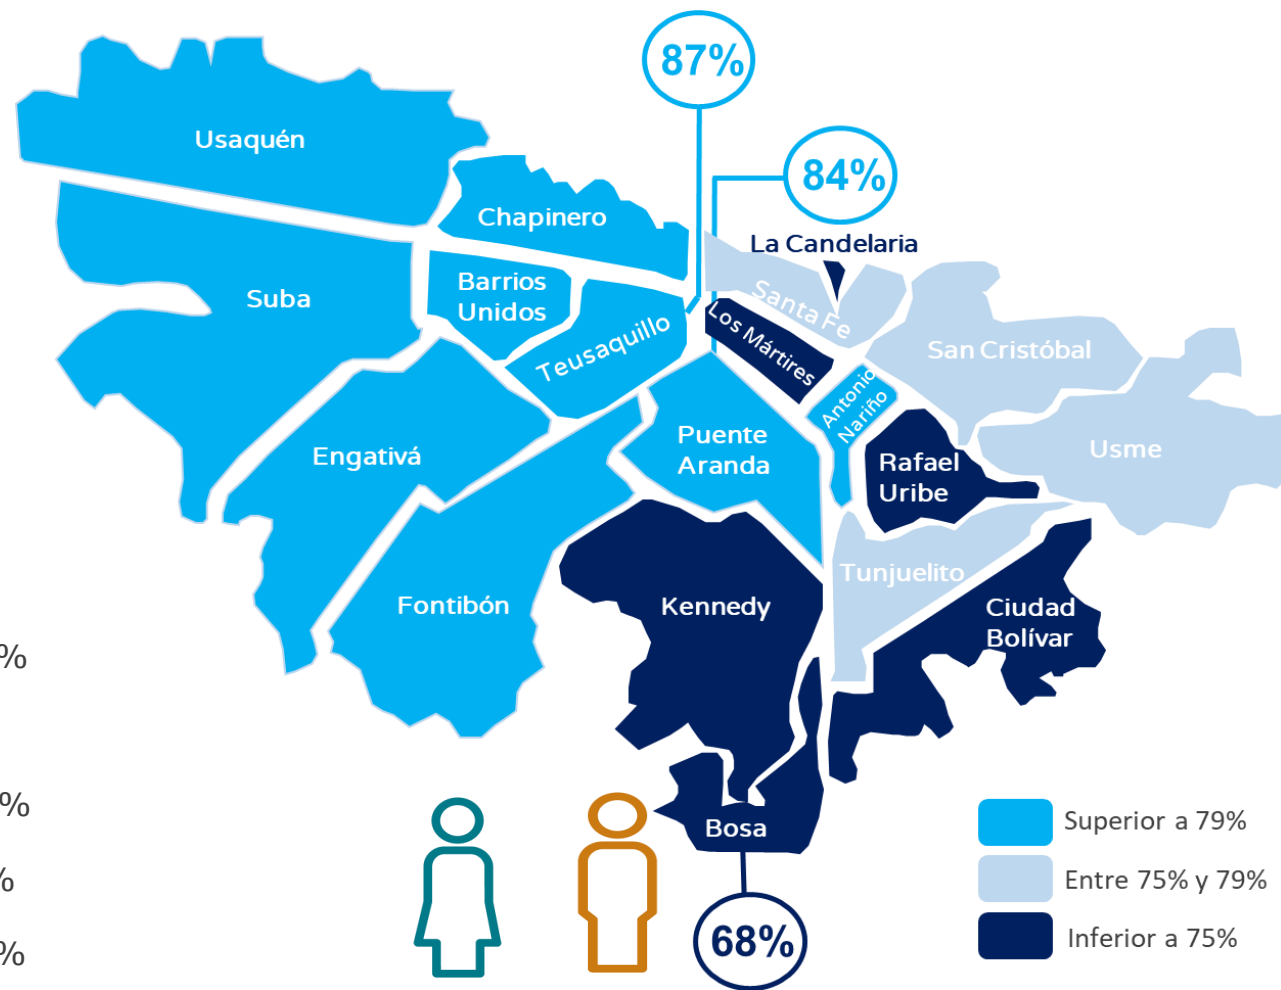 87%
Usaquén
84%
Chapinero
La Candelaria
Barrios
Unidos
Suba
Santa Fe
Los Mártires
Teusaquillo
San Cristóbal
Antonio
Nariño
Puente
Aranda
Engativá
Rafael
Uribe
Usme
Tunjuelito
Fontibón
Kennedy
Ciudad
Bolívar
%
%
%
%
Bosa
68%
Superior a 79%
Entre 75% y 79%
Inferior a 75%